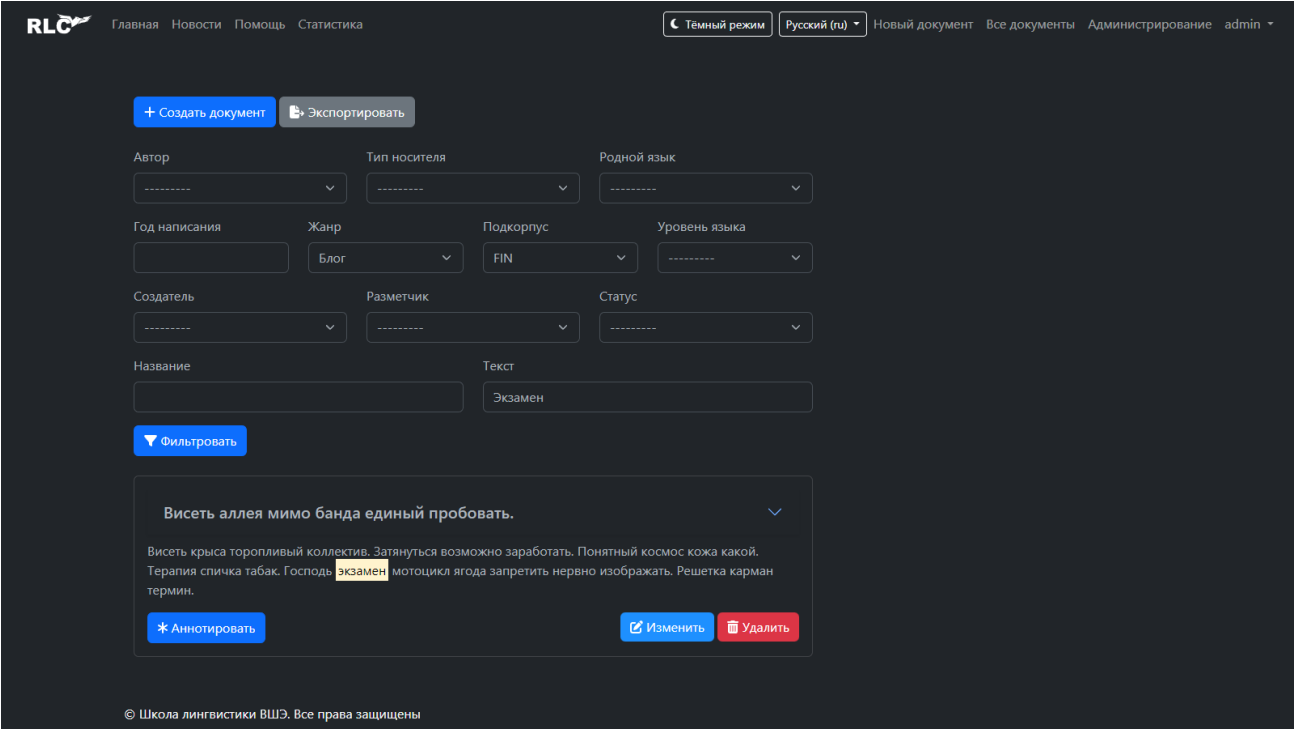 RLC Главная Новости Помощь Статистика Тёмный режим Русский (ru) Новый документ Все документы Администрирование admin
Создать документ Экспортировать
Автор Тип носителя Родной язык
--------- --------- ---------
Год написания Жанр Подкорпус Уровень языка
Блог FIN ---------
Создатель Разметчик Статус
--------- --------- ---------
Название Текст
Экзамен
Фильтровать
Висеть аллея мимо банда единый пробовать.
Висеть крыса торопливый коллектив. Затянуться возможно заработать. Понятный космос кожа какой.
Терапия спичка табак. Господь экзамен мотоцикл ягода запретить нервно изображать. Решетка карман
термин.
Аннотировать Изменить Удалить
© Школа лингвистики ВШЭ. Все права защищены